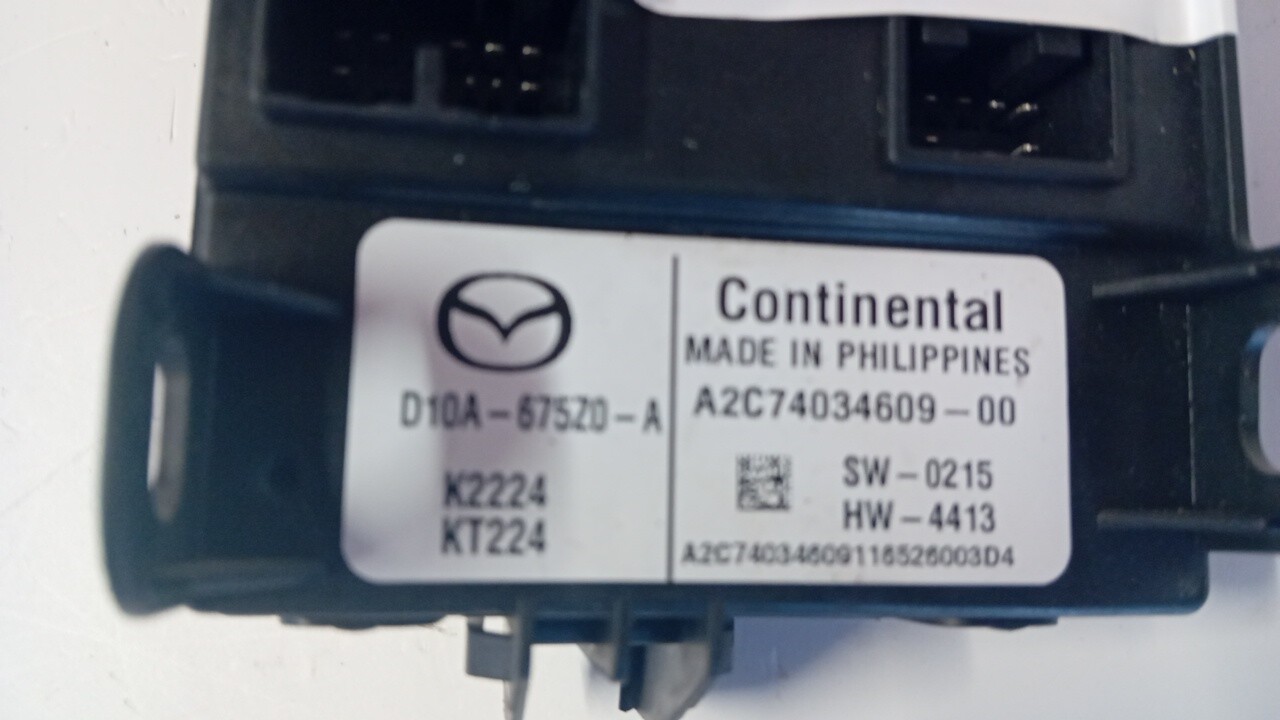 D10A-675Z0-A
K2224
KT224
Continental
MADE IN PHILIPPINES
A2C74034609-00
SW-0215
HW-4413
A2C74034609116526003D4